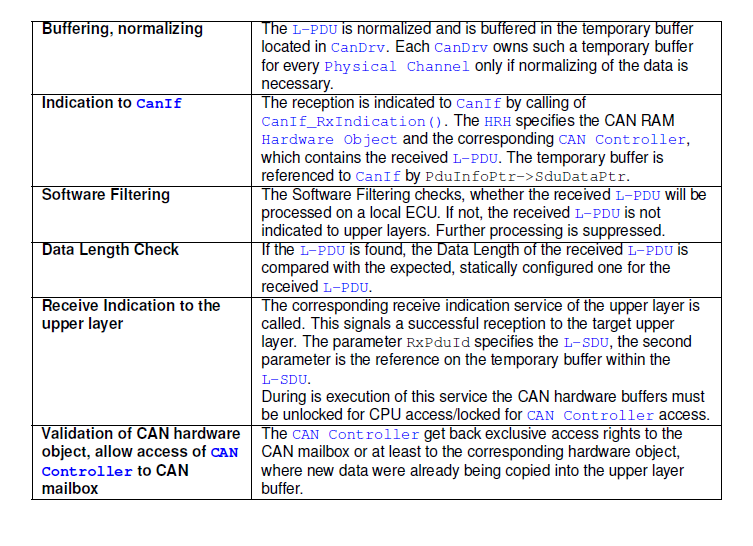 Buffering, normalizing
The L-PDU is normalized and is buffered in the temporary buffer
located in CanDrv. Each CanDrv owns such a temporary buffer
for every Physical Channel only if normalizing of the data is
necessary.
Indication to CanIf
The reception is indicated to CanIf by calling of
CanIf_RxIndication(). The HRH specifies the CAN RAM
Hardware Object and the corresponding CAN Controller,
which contains the received L-PDU. The temporary buffer is
referenced to CanIf by PduInfoPtr->SduDataPtr.
Software Filtering
The Software Filtering checks, whether the received L-PDU will be
processed on a local ECU. If not, the received L-PDU is not
indicated to upper layers. Further processing is suppressed.
Data Length Check
If the L-PDU is found, the Data Length of the received L-PDU is
compared with the expected, statically configured one for the
received L-PDU.
Receive Indication to the
upper layer
The corresponding receive indication service of the upper layer is
called. This signals a successful reception to the target upper
layer. The parameter RxPduId specifies the L-SDU, the second
parameter is the reference on the temporary buffer within the
L-SDU.
During is execution of this service the CAN hardware buffers must
be unlocked for CPU access/locked for CAN Controller access.
Validation of CAN hardware
object, allow access of CAN
Controller to CAN
mailbox
The CAN Controller get back exclusive access rights to the
CAN mailbox or at least to the corresponding hardware object,
where new data were already being copied into the upper layer
buffer.